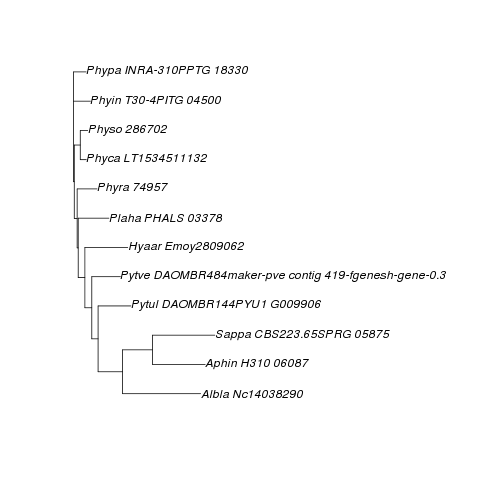 Phypa INRA-310PPTG 18330
Phyin T30-4PITG 04500
Physo 286702
Phyca LT1534511132
Phyra 74957
Plaha PHALS 03378
Hyaar Emoy2809062
Pytve DAOMBR484maker-pve contig 419-fgenesh-gene-0.3
Pytul DAOMBR144PYU1 G009906
Sappa CBS223.65SPRG 05875
Aphin H310 06087
Albla Nc14038290